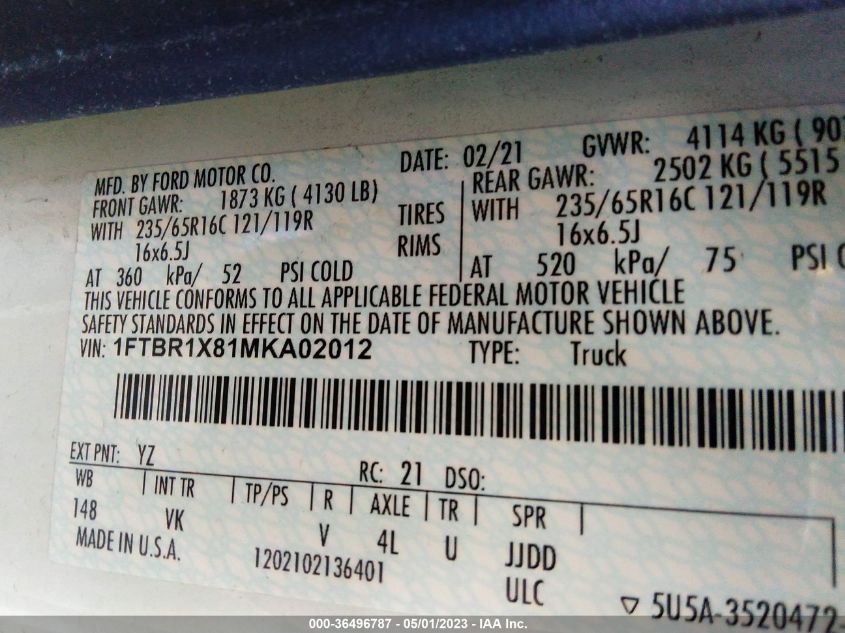 MFD. BY FORD MOTOR CO. DATE: 02/21 GVWR: 4114 KG ( 907
FRONT GAWR: 1873 KG ( 4130 LB) REAR GAWR: 2502 KG ( 5515
WITH 235/65R16C 121/119R TIRES WITH 235/65R16C 121/119R
16x6.5J RIMS 16x6.5J
AT 360 kPa/ 52 PSI COLD AT 520 kPa/ 75 PSI C
THIS VEHICLE CONFORMS TO ALL APPLICABLE FEDERAL MOTOR VEHICLE
SAFETY STANDARDS IN EFFECT ON THE DATE OF MANUFACTURE SHOWN ABOVE.
VIN: 1FTBR1X81MKA02012 TYPE: Truck
EXT PNT: YZ RC: 21 DSO:
WB INT TR TP/PS R AXLE TR SPR
148 VK V 4L U JJDD
MADE IN U.S.A. 1202102136401 ULC
5U5A-3520472-
000-36496787 - 05/01/2023 - IAA Inc.